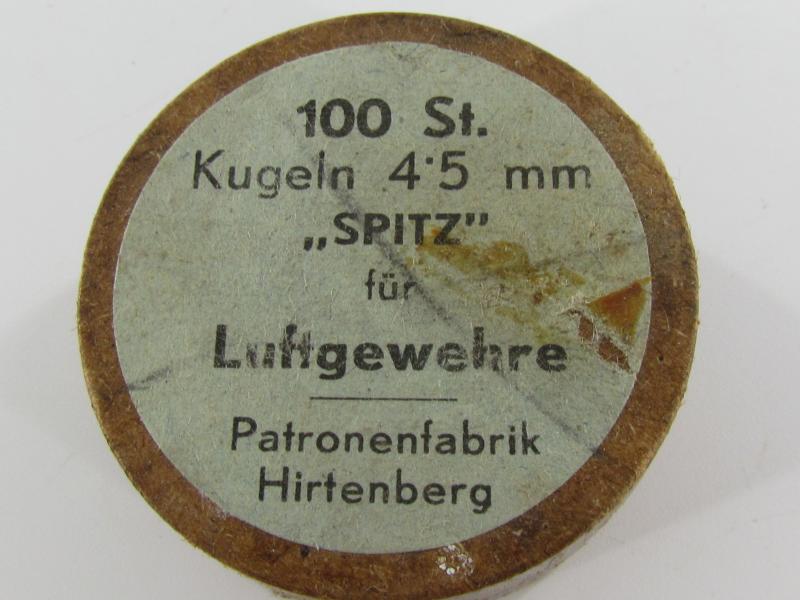 100 St.
Kugeln 4·5 mm
„SPITZ”
für
Luftgewehre
Patronenfabrik
Hirtenberg